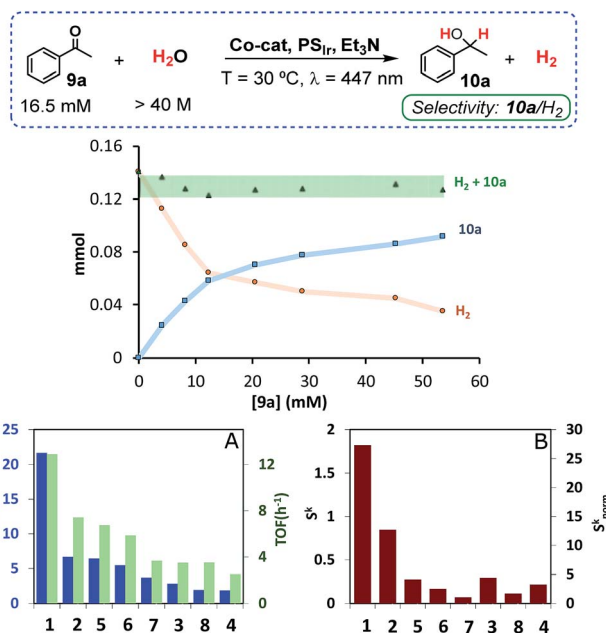 O
OH H
+ H₂O Co-cat, PS_Ir, Et₃N + H₂
9a T = 30 ºC, λ = 447 nm 10a
16.5 mM > 40 M Selectivity: 10a/H₂
0.16
0.12
0.08
0.04
0
mmol
H₂ + 10a
10a
H₂
0 10 20 30 40 50 60
[9a] (mM)
A
25
20
15
10
5
0
12
8
4
0
TOF(h⁻¹)
1 2 5 6 7 3 8 4
B
2
1.5
1
0.5
0
Sᵏ
30
25
20
15
10
5
0
Sᵏnorm
1 2 5 6 7 3 8 4